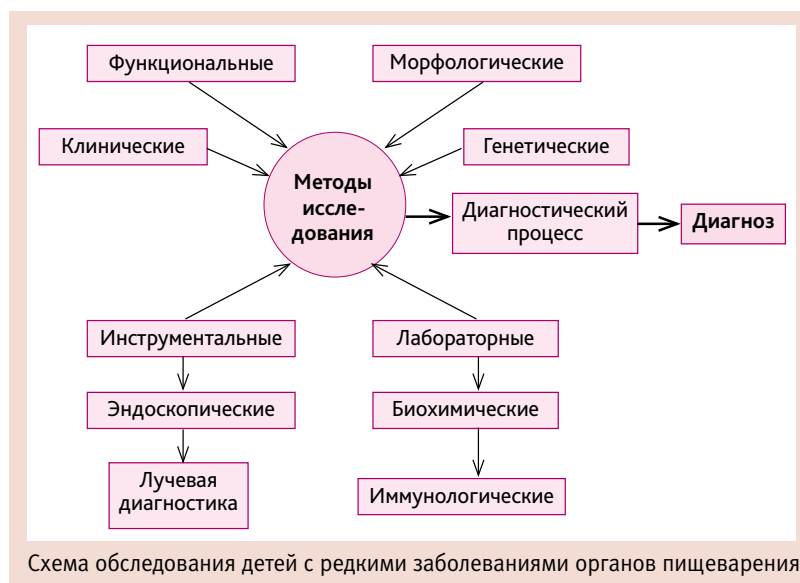 Функциональные
Морфологические
Клинические
Генетические
Методы
иссле-
дования
Диагностический
процесс
Диагноз
Инструментальные
Лабораторные
Эндоскопические
Биохимические
Лучевая
диагностика
Иммунологические
Схема обследования детей с редкими заболеваниями органов пищеварения